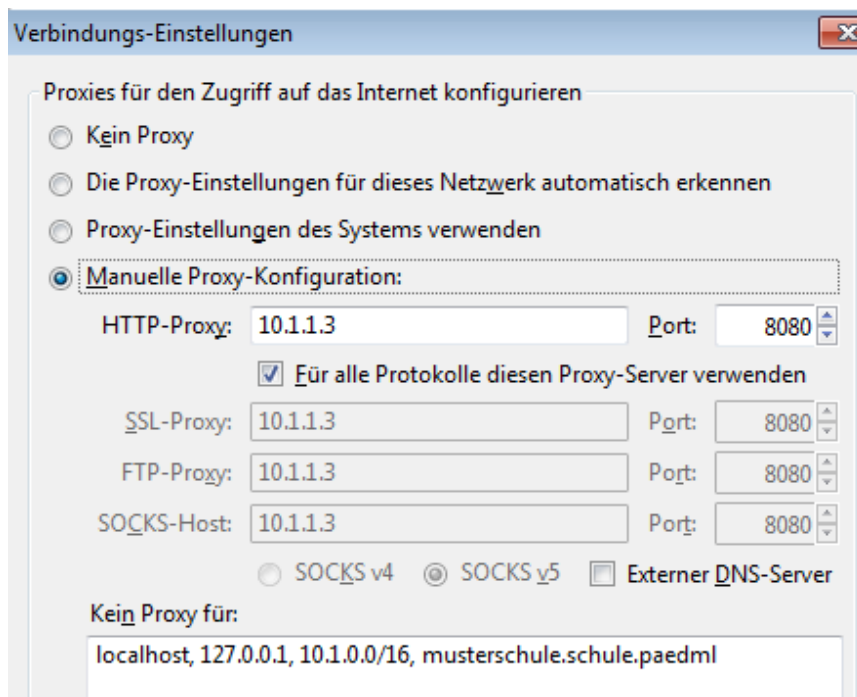 Verbindungs-Einstellungen
Proxies für den Zugriff auf das Internet konfigurieren
Kein Proxy
Die Proxy-Einstellungen für dieses Netzwerk automatisch erkennen
Proxy-Einstellungen des Systems verwenden
Manuelle Proxy-Konfiguration:
HTTP-Proxy: 10.1.1.3 Port: 8080
Für alle Protokolle diesen Proxy-Server verwenden
SSL-Proxy: 10.1.1.3 Port: 8080
FTP-Proxy: 10.1.1.3 Port: 8080
SOCKS-Host: 10.1.1.3 Port: 8080
SOCKS v4 SOCKS v5 Externer DNS-Server
Kein Proxy für:
localhost, 127.0.0.1, 10.1.0.0/16, musterschule.schule.paedml